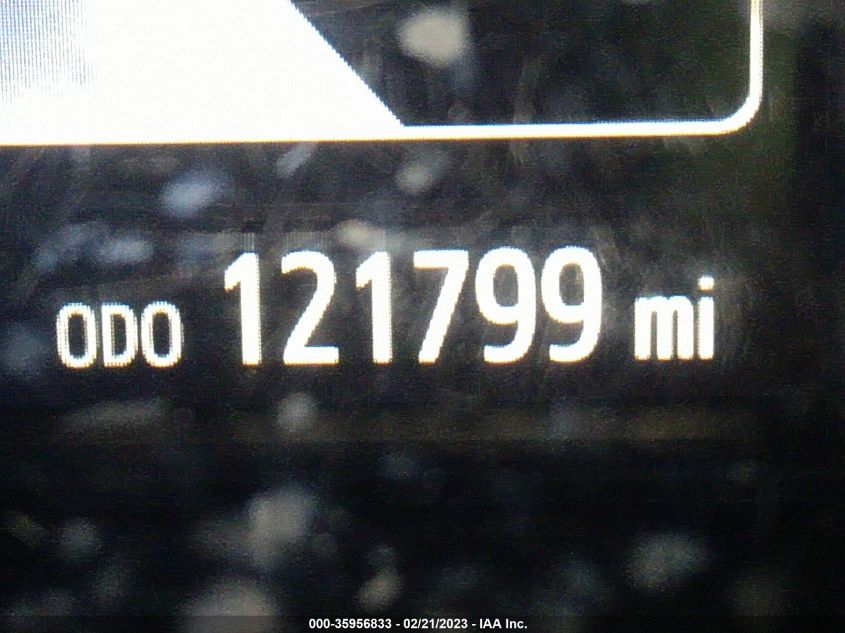 ODO 121799 mi
000-35956833 - 02/21/2023 - IAA Inc.